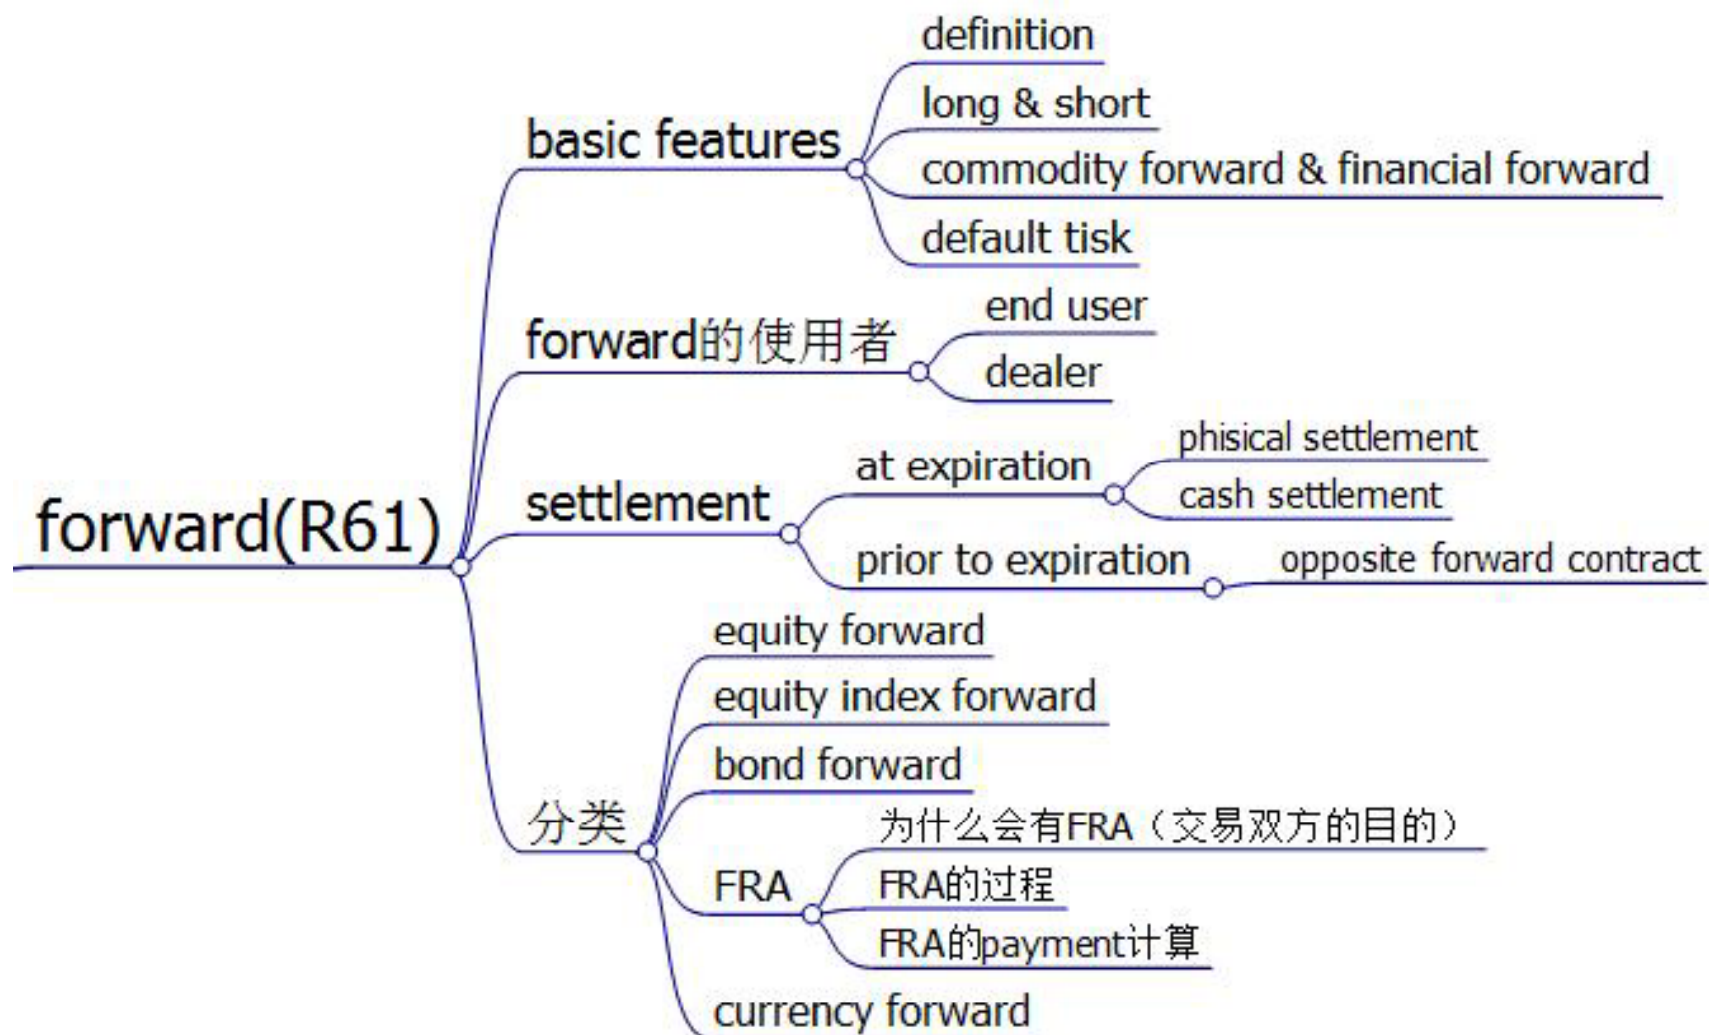 forward(R61)
basic features
definition
long & short
commodity forward & financial forward
default tisk
forward的使用者
end user
dealer
settlement
at expiration
phisical settlement
cash settlement
prior to expiration
opposite forward contract
分类
equity forward
equity index forward
bond forward
FRA
为什么会有FRA（交易双方的目的）
FRA的过程
FRA的payment计算
currency forward